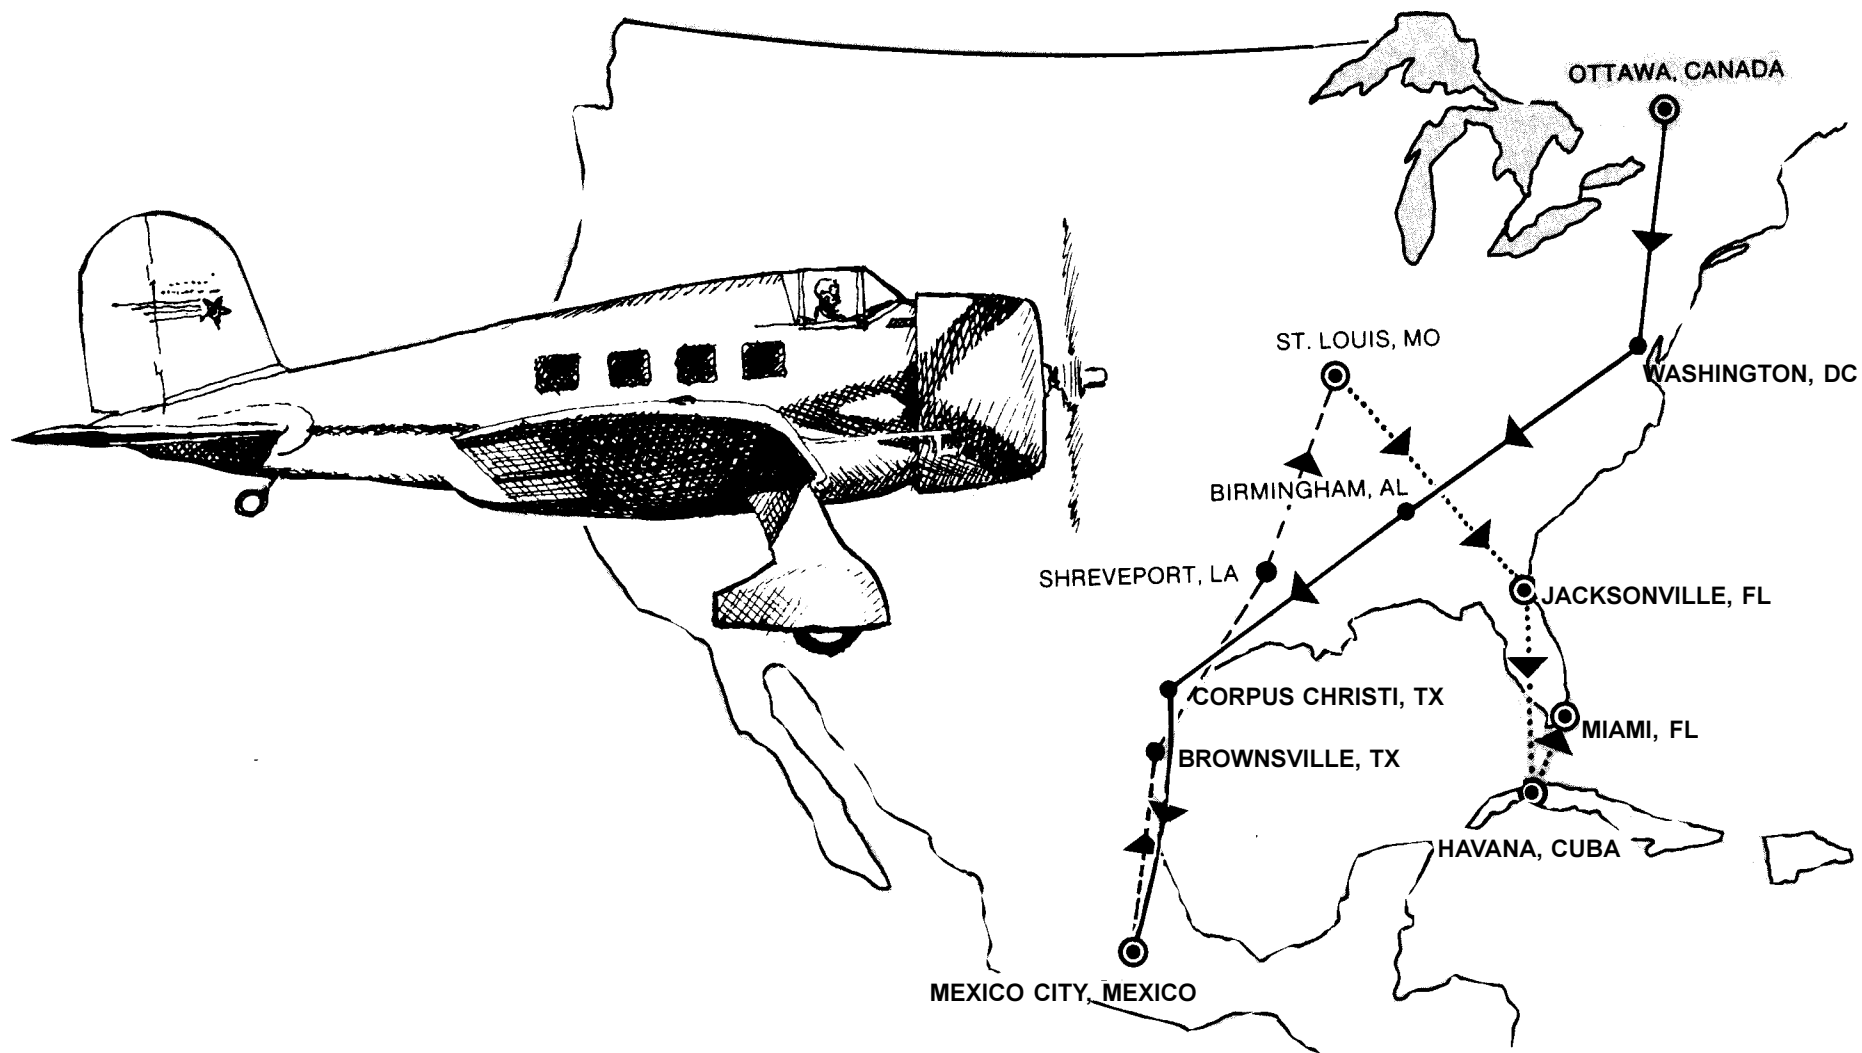 OTTAWA, CANADA
ST. LOUIS, MO
WASHINGTON, DC
BIRMINGHAM, AL
SHREVEPORT, LA
JACKSONVILLE, FL
CORPUS CHRISTI, TX
MIAMI, FL
BROWNSVILLE, TX
HAVANA, CUBA
MEXICO CITY, MEXICO